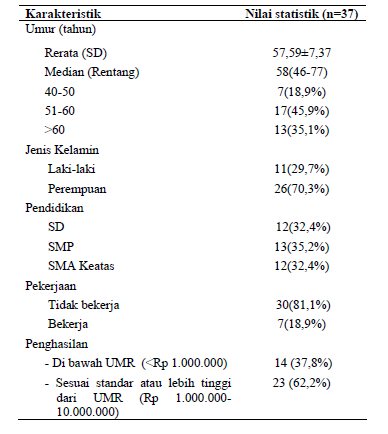 Karakteristik Nilai statistik (n=37)
Umur (tahun)
Rerata (SD) 57,59±7,37
Median (Rentang) 58(46-77)
40-50 7(18,9%)
51-60 17(45,9%)
>60 13(35,1%)
Jenis Kelamin
Laki-laki 11(29,7%)
Perempuan 26(70,3%)
Pendidikan
SD 12(32,4%)
SMP 13(35,2%)
SMA Keatas 12(32,4%)
Pekerjaan
Tidak bekerja 30(81,1%)
Bekerja 7(18,9%)
Penghasilan
- Di bawah UMR (<Rp 1.000.000) 14 (37,8%)
- Sesuai standar atau lebih tinggi 23 (62,2%)
dari UMR (Rp 1.000.000-
10.000.000)